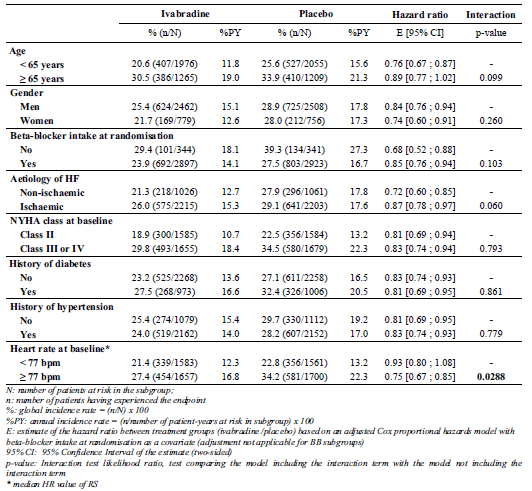 Ivabradine Placebo Hazard ratio Interaction
% (n/N) %PY % (n/N) %PY E [95% CI] p-value
Age
< 65 years 20.6 (407/1976) 11.8 25.6 (527/2055) 15.6 0.76 [0.67 ; 0.87] -
≥ 65 years 30.5 (386/1265) 19.0 33.9 (410/1209) 21.3 0.89 [0.77 ; 1.02] 0.099
Gender
Men 25.4 (624/2462) 15.1 28.9 (725/2508) 17.8 0.84 [0.76 ; 0.94] -
Women 21.7 (169/779) 12.6 28.0 (212/756) 17.3 0.74 [0.60 ; 0.91] 0.260
Beta-blocker intake at randomisation
No 29.4 (101/344) 18.1 39.3 (134/341) 27.3 0.68 [0.52 ; 0.88] -
Yes 23.9 (692/2897) 14.1 27.5 (803/2923) 16.7 0.85 [0.76 ; 0.94] 0.103
Aetiology of HF
Non-ischaemic 21.3 (218/1026) 12.7 27.9 (296/1061) 17.8 0.72 [0.60 ; 0.85] -
Ischaemic 26.0 (575/2215) 15.3 29.1 (641/2203) 17.6 0.87 [0.78 ; 0.97] 0.060
NYHA class at baseline
Class II 18.9 (300/1585) 10.7 22.5 (356/1584) 13.2 0.81 [0.69 ; 0.94] -
Class III or IV 29.8 (493/1655) 18.4 34.5 (580/1679) 22.3 0.83 [0.74 ; 0.94] 0.793
History of diabetes
No 23.2 (525/2268) 13.6 27.1 (611/2258) 16.5 0.83 [0.74 ; 0.93] -
Yes 27.5 (268/973) 16.6 32.4 (326/1006) 20.5 0.81 [0.69 ; 0.95] 0.861
History of hypertension
No 25.4 (274/1079) 15.4 29.7 (330/1112) 19.2 0.81 [0.69 ; 0.95] -
Yes 24.0 (519/2162) 14.0 28.2 (607/2152) 17.0 0.83 [0.74 ; 0.93] 0.779
Heart rate at baseline*
< 77 bpm 21.4 (339/1583) 12.3 22.8 (356/1561) 13.2 0.93 [0.80 ; 1.08] -
≥ 77 bpm 27.4 (454/1657) 16.8 34.2 (581/1700) 22.3 0.75 [0.67 ; 0.85] 0.0288
N: number of patients at risk in the subgroup;
n: number of patients having experienced the endpoint
%: global incidence rate = (n/N) x 100
%PY: annual incidence rate = (n/number of patient-years at risk in subgroup) x 100
E: estimate of the hazard ratio between treatment groups (ivabradine /placebo) based on an adjusted Cox proportional hazards model with
beta-blocker intake at randomisation as a covariate (adjustment not applicable for BB subgroups)
95% CI: 95% Confidence Interval of the estimate (two-sided)
p-value: Interaction test likelihood ratio, test comparing the model including the interaction term with the model not including the
interaction term
* median HR value of RS